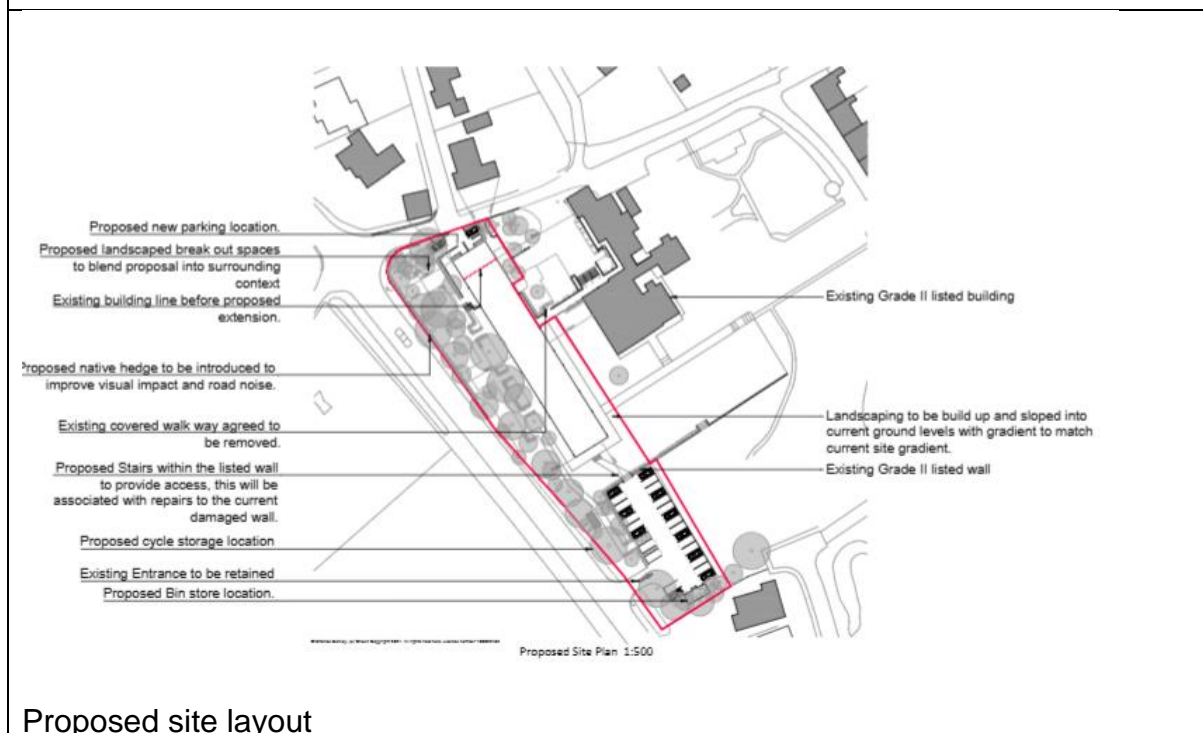 Proposed new parking location.
Proposed landscaped break out spaces
to blend proposal into surrounding
context
Existing building line before proposed
extension.
Proposed native hedge to be introduced to
improve visual impact and road noise.
Existing covered walk way agreed to
be removed.
Proposed Stairs within the listed wall
to provide access, this will be
associated with repairs to the current
damaged wall.
Proposed cycle storage location
Existing Entrance to be retained
Proposed Bin store location.
Existing Grade II listed building
Landscaping to be build up and sloped into
current ground levels with gradient to match
current site gradient.
Existing Grade II listed wall
Proposed Site Plan 1:500
Proposed site layout